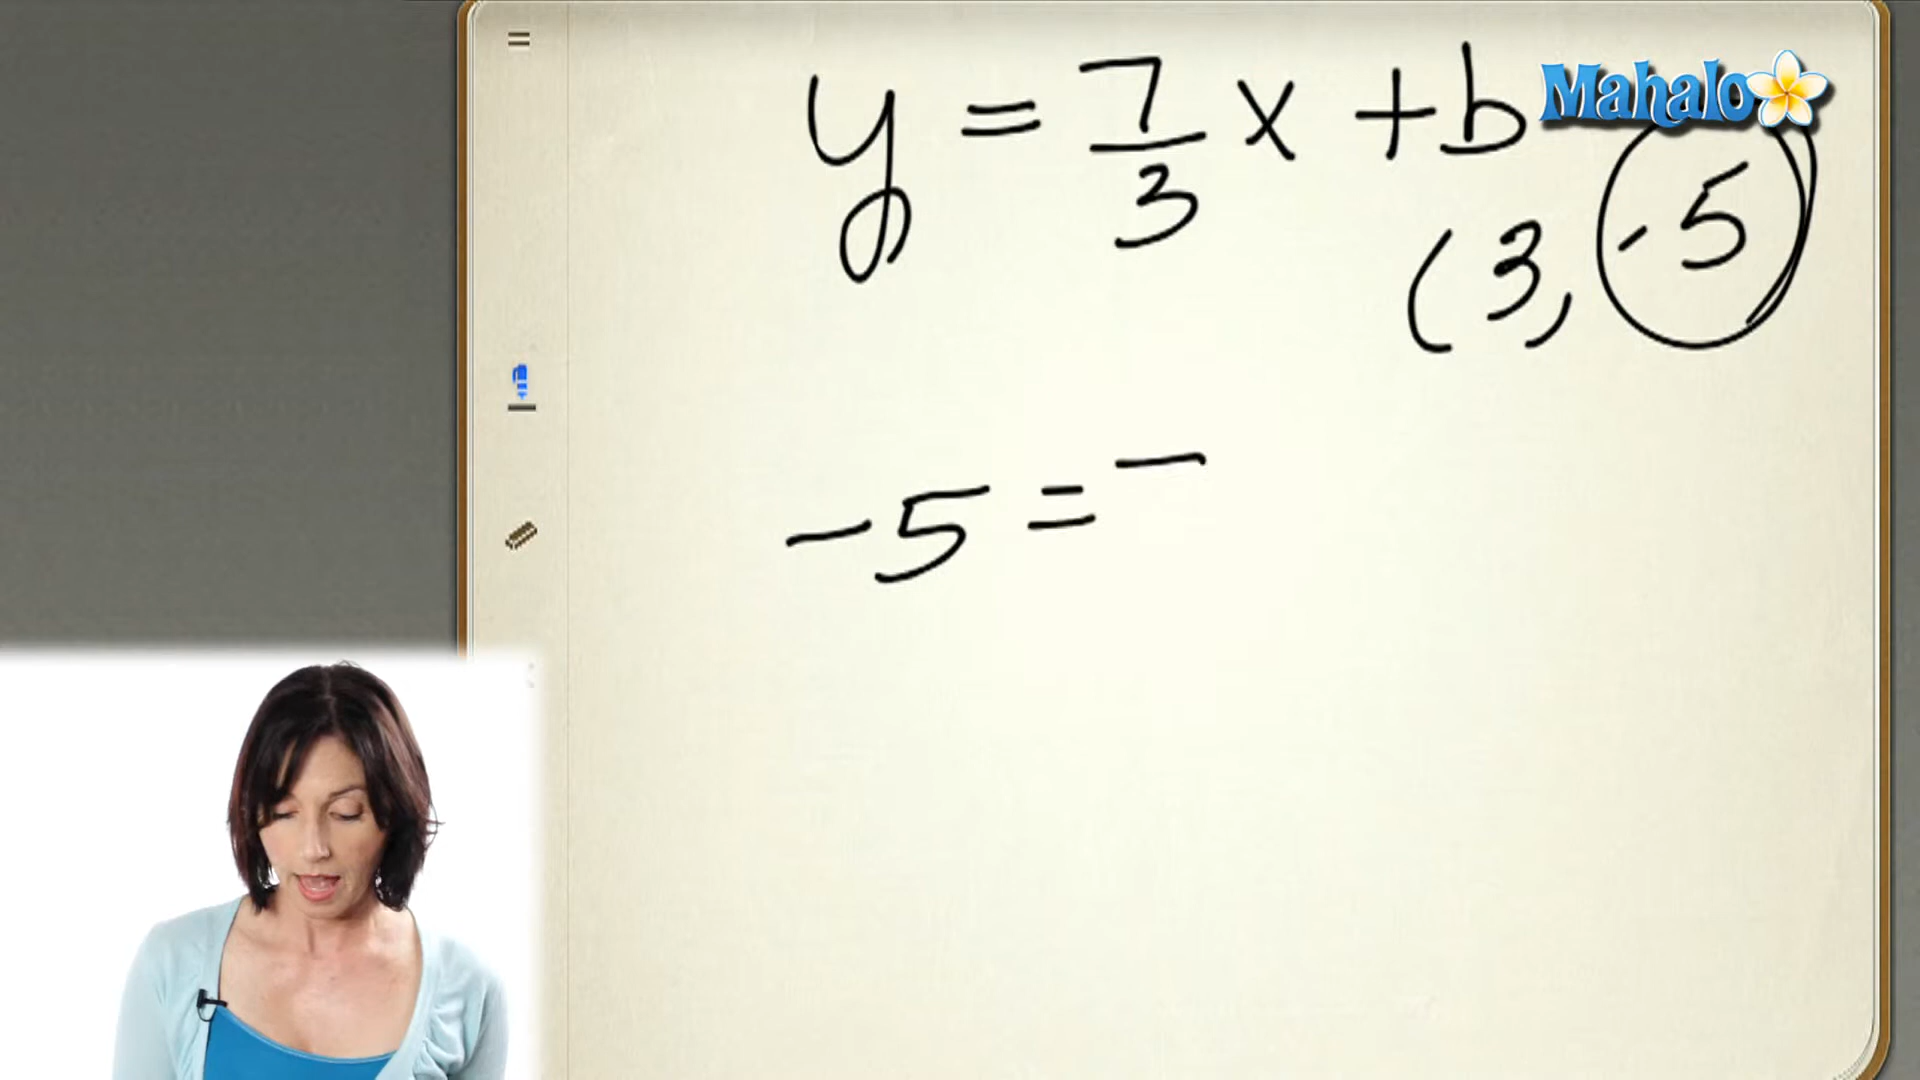 Mahalo
y = 7/3 x + b
(3, -5)
-5 =